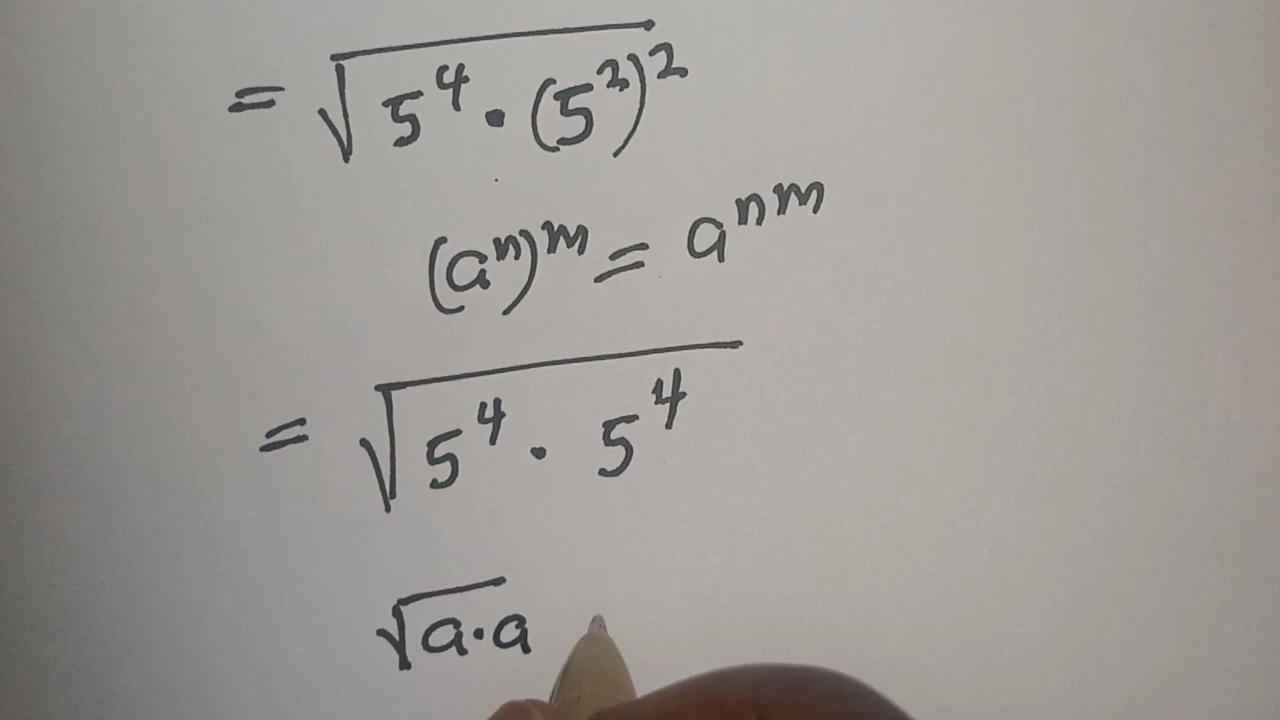 = √(5⁴ · (5²)²)
(aⁿ)ᵐ = aⁿᵐ
= √(5⁴ · 5⁴)
√(a·a)